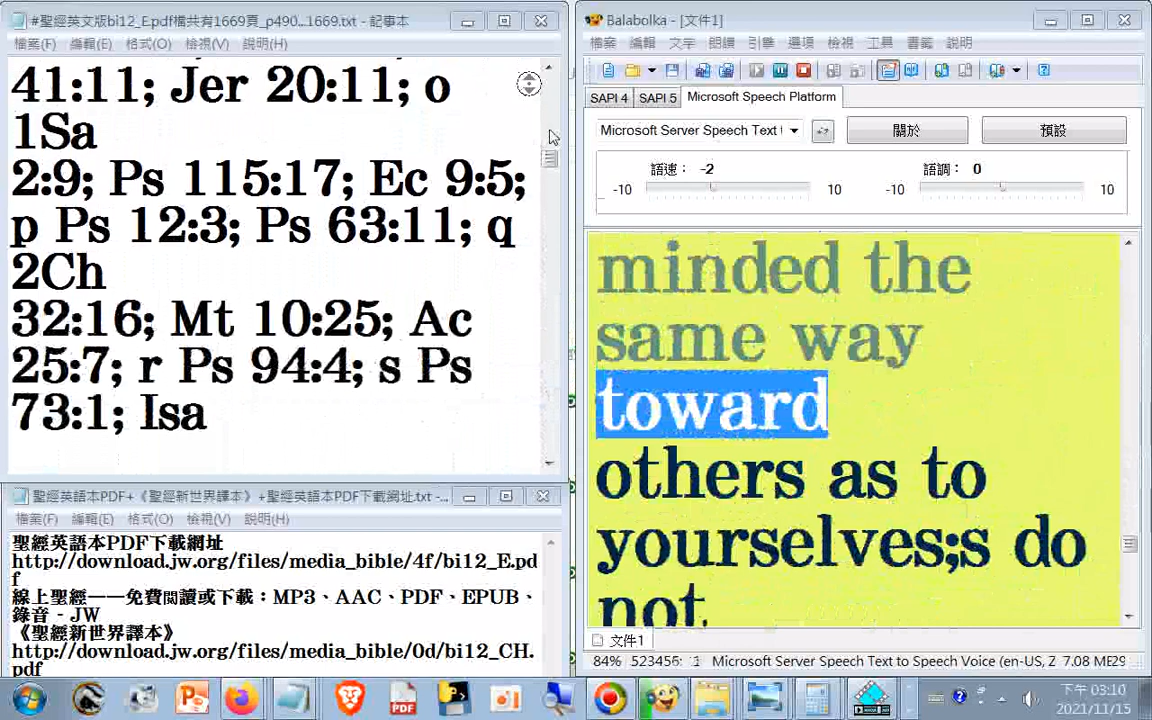 #聖經英文版bi12_E.pdf檔共有1669頁_p490...1669.txt - 記事本
檔案(F) 編輯(E) 格式(O) 檢視(V) 說明(H)
41:11; Jer 20:11; o
1Sa
2:9; Ps 115:17; Ec 9:5;
p Ps 12:3; Ps 63:11; q
2Ch
32:16; Mt 10:25; Ac
25:7; r Ps 94:4; s Ps
73:1; Isa
聖經英語本PDF+《聖經新世界譯本》+聖經英語本PDF下載網址.txt -...
檔案(F) 編輯(E) 格式(O) 檢視(V) 說明(H)
聖經英語本PDF下載網址
http://download.jw.org/files/media_bible/4f/bi12_E.pd
f
線上聖經——免費閱讀或下載：MP3、AAC、PDF、EPUB、
錄音 - JW
《聖經新世界譯本》
http://download.jw.org/files/media_bible/0d/bi12_CH.
pdf
Balabolka - [文件1]
檔案 編輯 文字 朗讀 引擎 選項 檢視 工具 書籤 說明
SAPI 4 SAPI 5 Microsoft Speech Platform
Microsoft Server Speech Text t 關於 預設
語速： -2 語調： 0
-10 10 -10 10
minded the
same way
toward
others as to
yourselves;s do
not
文件1
84% 523456: 1 Microsoft Server Speech Text to Speech Voice (en-US, Z 7.08 ME29
下午 03:10
2021/11/15